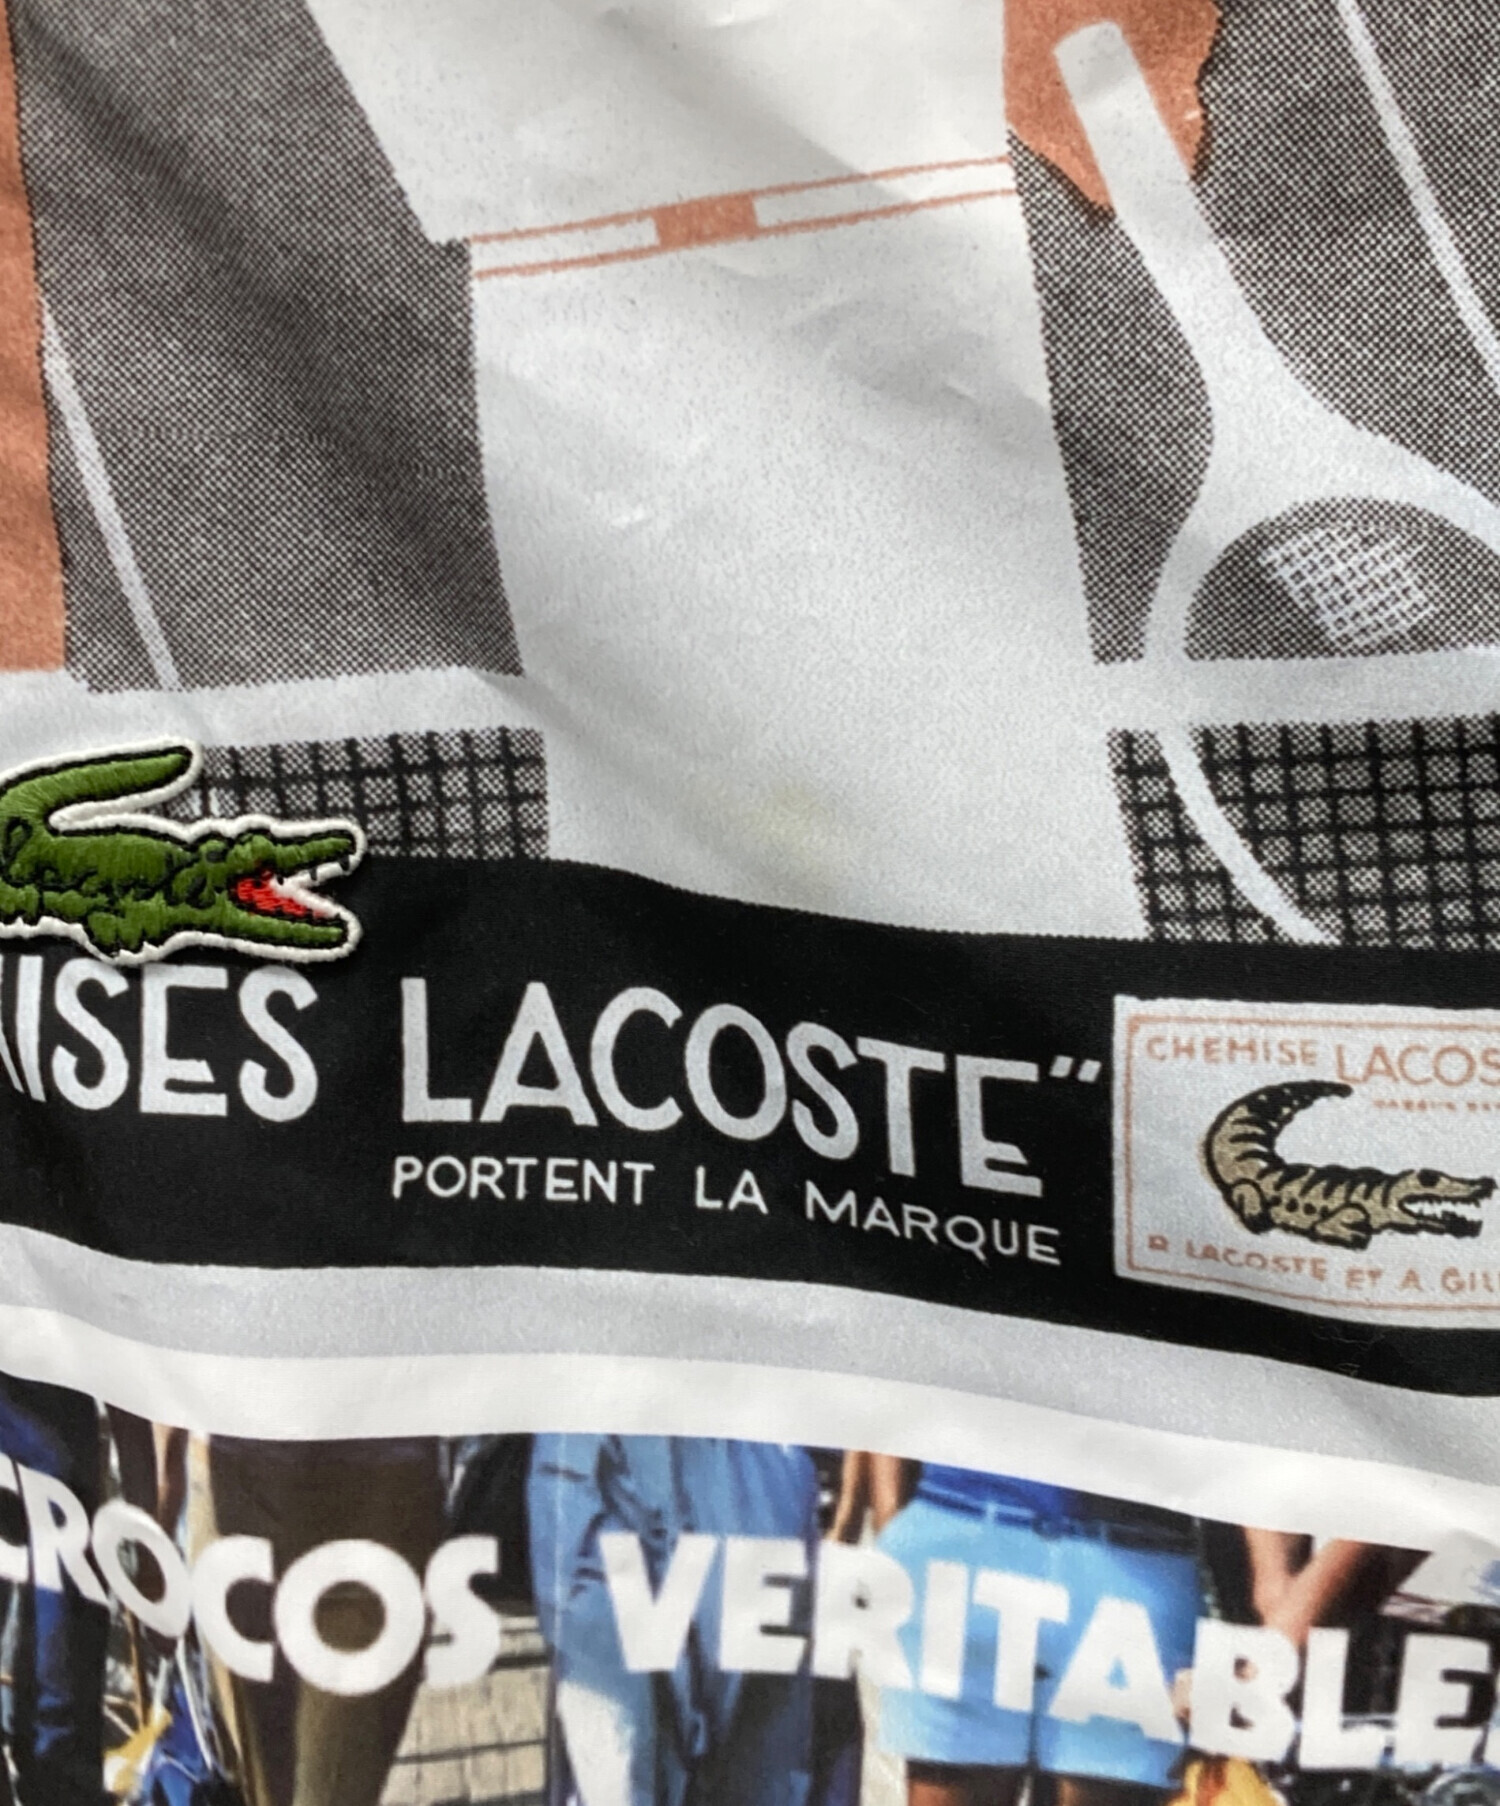 ISES LACOSTE"
PORTENT LA MARQUE
CHEMISE LACOS
R LACOSTE ET A. GIL
CROCOS VERITABLE